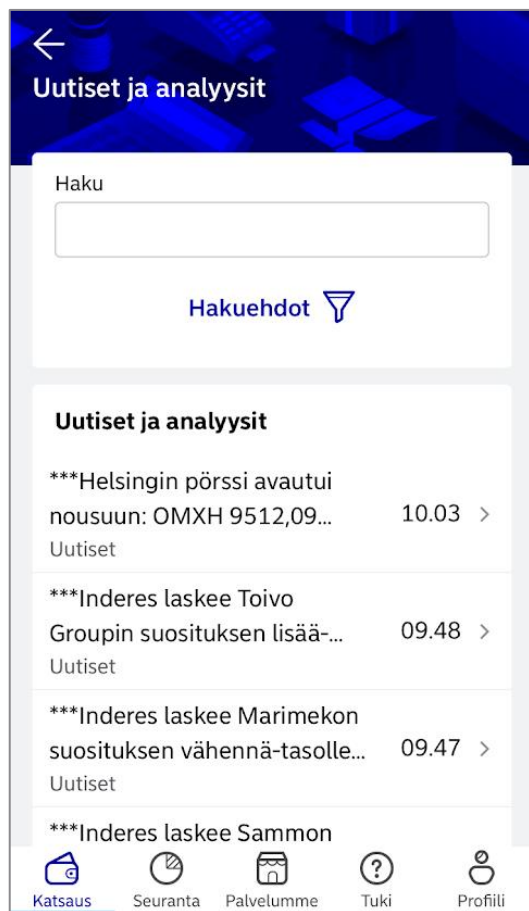 Uutiset ja analyysit
Haku
Hakuehdot
Uutiset ja analyysit
***Helsingin pörssi avautui
nousuun: OMXH 9512,09...
10.03
Uutiset
***Inderes laskee Toivo
Groupin suosituksen lisää-...
09.48
Uutiset
***Inderes laskee Marimekon
suosituksen vähennä-tasolle...
09.47
Uutiset
***Inderes laskee Sammon
Katsaus Seuranta Palvelumme Tuki Profiili